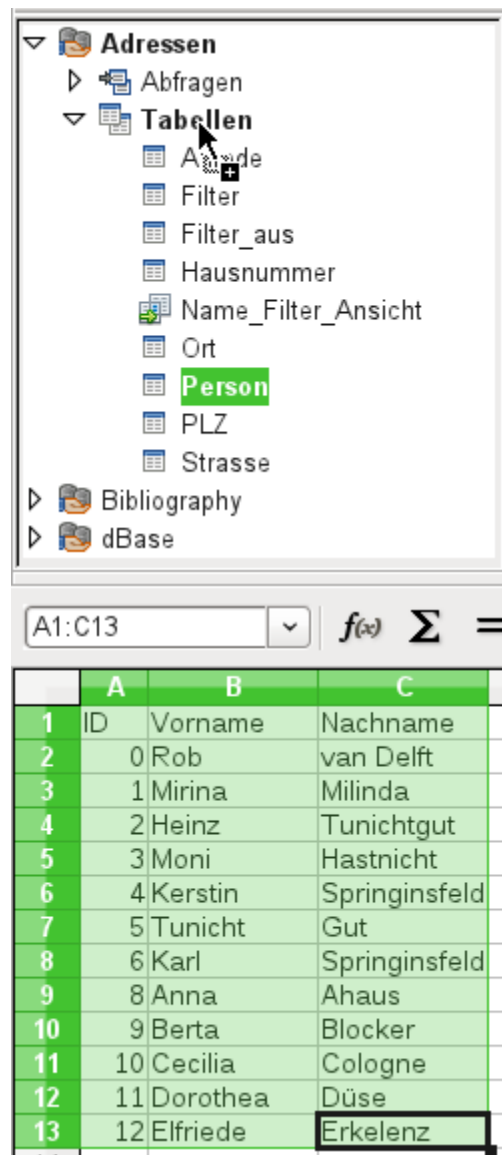 Adressen
Abfragen
Tabellen
Filter
Filter_aus
Hausnummer
Name_Filter_Ansicht
Ort
Person
PLZ
Strasse
Bibliography
dBase
A1:C13 f(x) Σ =
A B C
1 ID Vorname Nachname
2 0 Rob van Delft
3 1 Mirina Milinda
4 2 Heinz Tunichtgut
5 3 Moni Hastnicht
6 4 Kerstin Springinsfeld
7 5 Tunicht Gut
8 6 Karl Springinsfeld
9 8 Anna Ahaus
10 9 Berta Blocker
11 10 Cecilia Cologne
12 11 Dorothea Düse
13 12 Elfriede Erkelenz